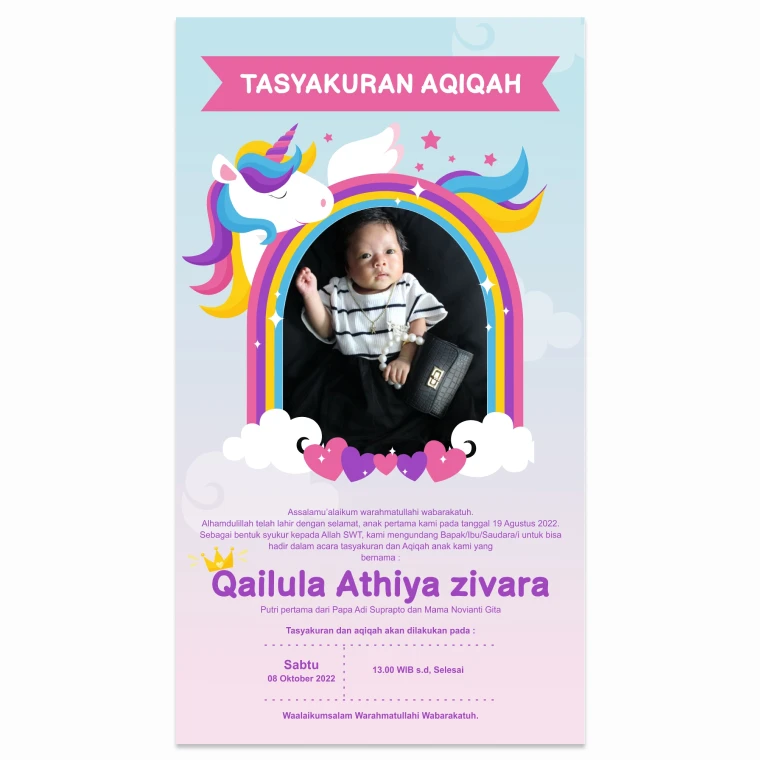 TASYAKURAN AQIQAH
Assalamu'alaikum warahmatullahi wabarakatuh.
Alhamdulillah telah lahir dengan selamat, anak pertama kami pada tanggal 19 Agustus 2022.
Sebagai bentuk syukur kepada Allah SWT, kami mengundang Bapak/Ibu/Saudara/i untuk bisa
hadir dalam acara tasyakuran dan Aqiqah anak kami yang
bernama :
Qailula Athiya zivara
Putri pertama dari Papa Adi Suprapto dan Mama Novianti Gita
Tasyakuran dan aqiqah akan dilakukan pada :
Sabtu
08 Oktober 2022
13.00 WIB s.d, Selesai
Waalaikumsalam Warahmatullahi Wabarakatuh.